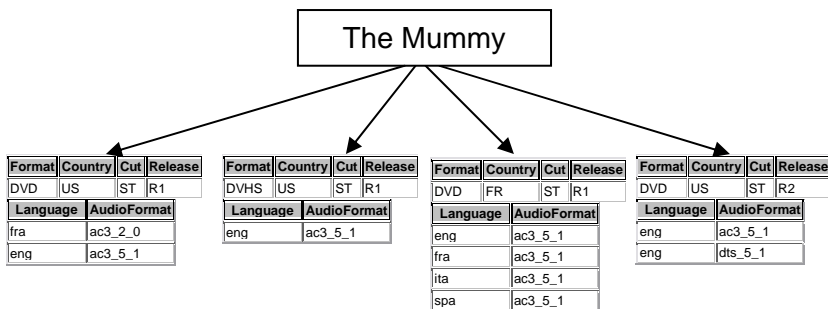 The Mummy
Format Country Cut Release
DVD US ST R1
Language AudioFormat
fra ac3_2_0
eng ac3_5_1
Format Country Cut Release
DVHS US ST R1
Language AudioFormat
eng ac3_5_1
Format Country Cut Release
DVD FR ST R1
Language AudioFormat
eng ac3_5_1
fra ac3_5_1
ita ac3_5_1
spa ac3_5_1
Format Country Cut Release
DVD US ST R2
Language AudioFormat
eng ac3_5_1
eng dts_5_1